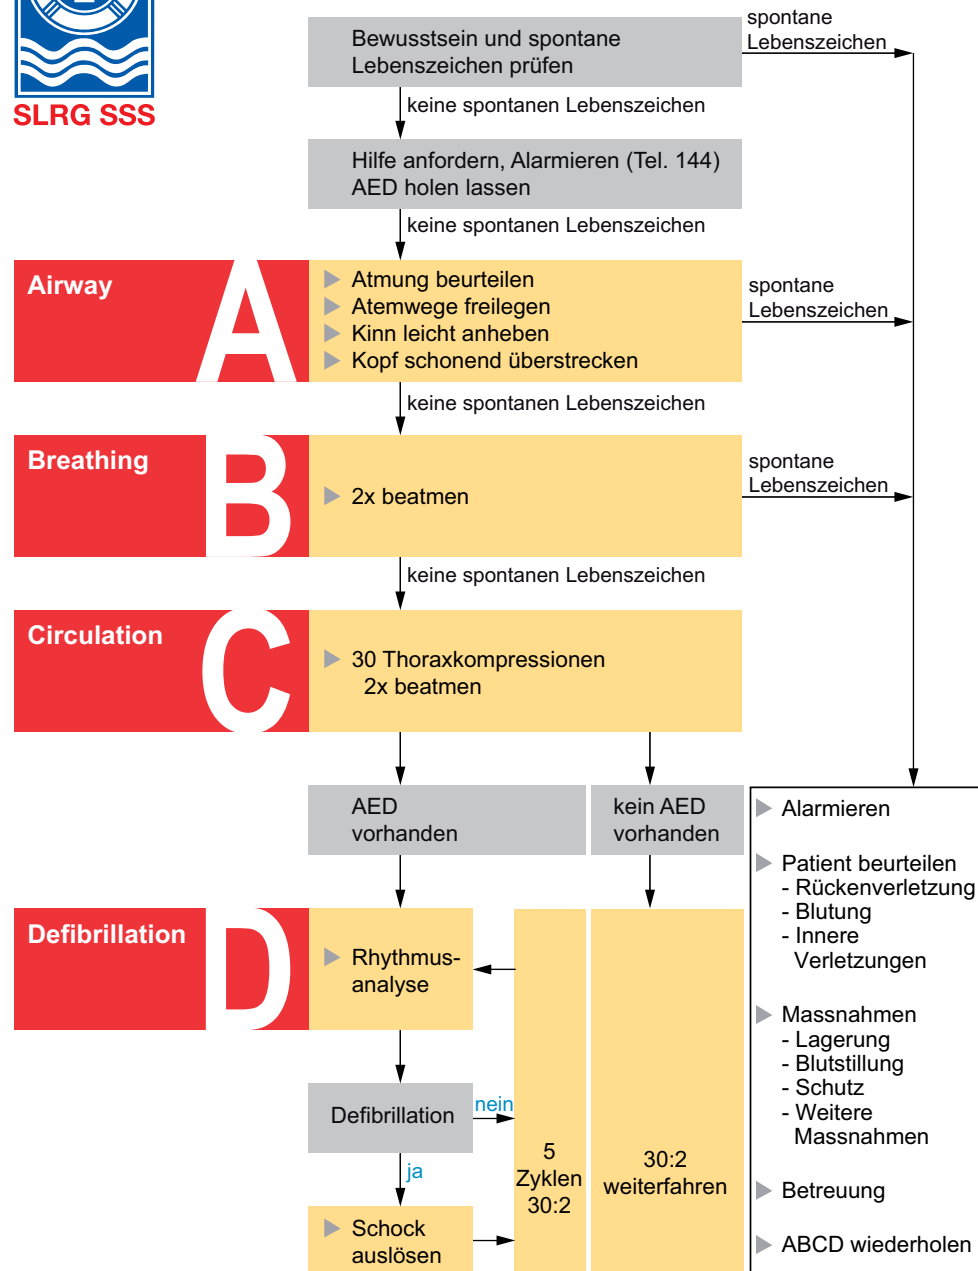 SLRG SSS
Bewusstsein und spontane
Lebenszeichen prüfen
spontane
Lebenszeichen
keine spontanen Lebenszeichen
Hilfe anfordern, Alarmieren (Tel. 144)
AED holen lassen
keine spontanen Lebenszeichen
Airway
A
Atmung beurteilen
Atemwege freilegen
Kinn leicht anheben
Kopf schonend überstrecken
spontane
Lebenszeichen
keine spontanen Lebenszeichen
Breathing
B
2x beatmen
spontane
Lebenszeichen
keine spontanen Lebenszeichen
Circulation
C
30 Thoraxkompressionen
2x beatmen
AED
vorhanden
kein AED
vorhanden
Defibrillation
D
Rhythmus-
analyse
Defibrillation
nein
ja
Schock
auslösen
5
Zyklen
30:2
30:2
weiterfahren
Alarmieren
Patient beurteilen
- Rückenverletzung
- Blutung
- Innere
Verletzungen
Massnahmen
- Lagerung
- Blutstillung
- Schutz
- Weitere
Massnahmen
Betreuung
ABCD wiederholen